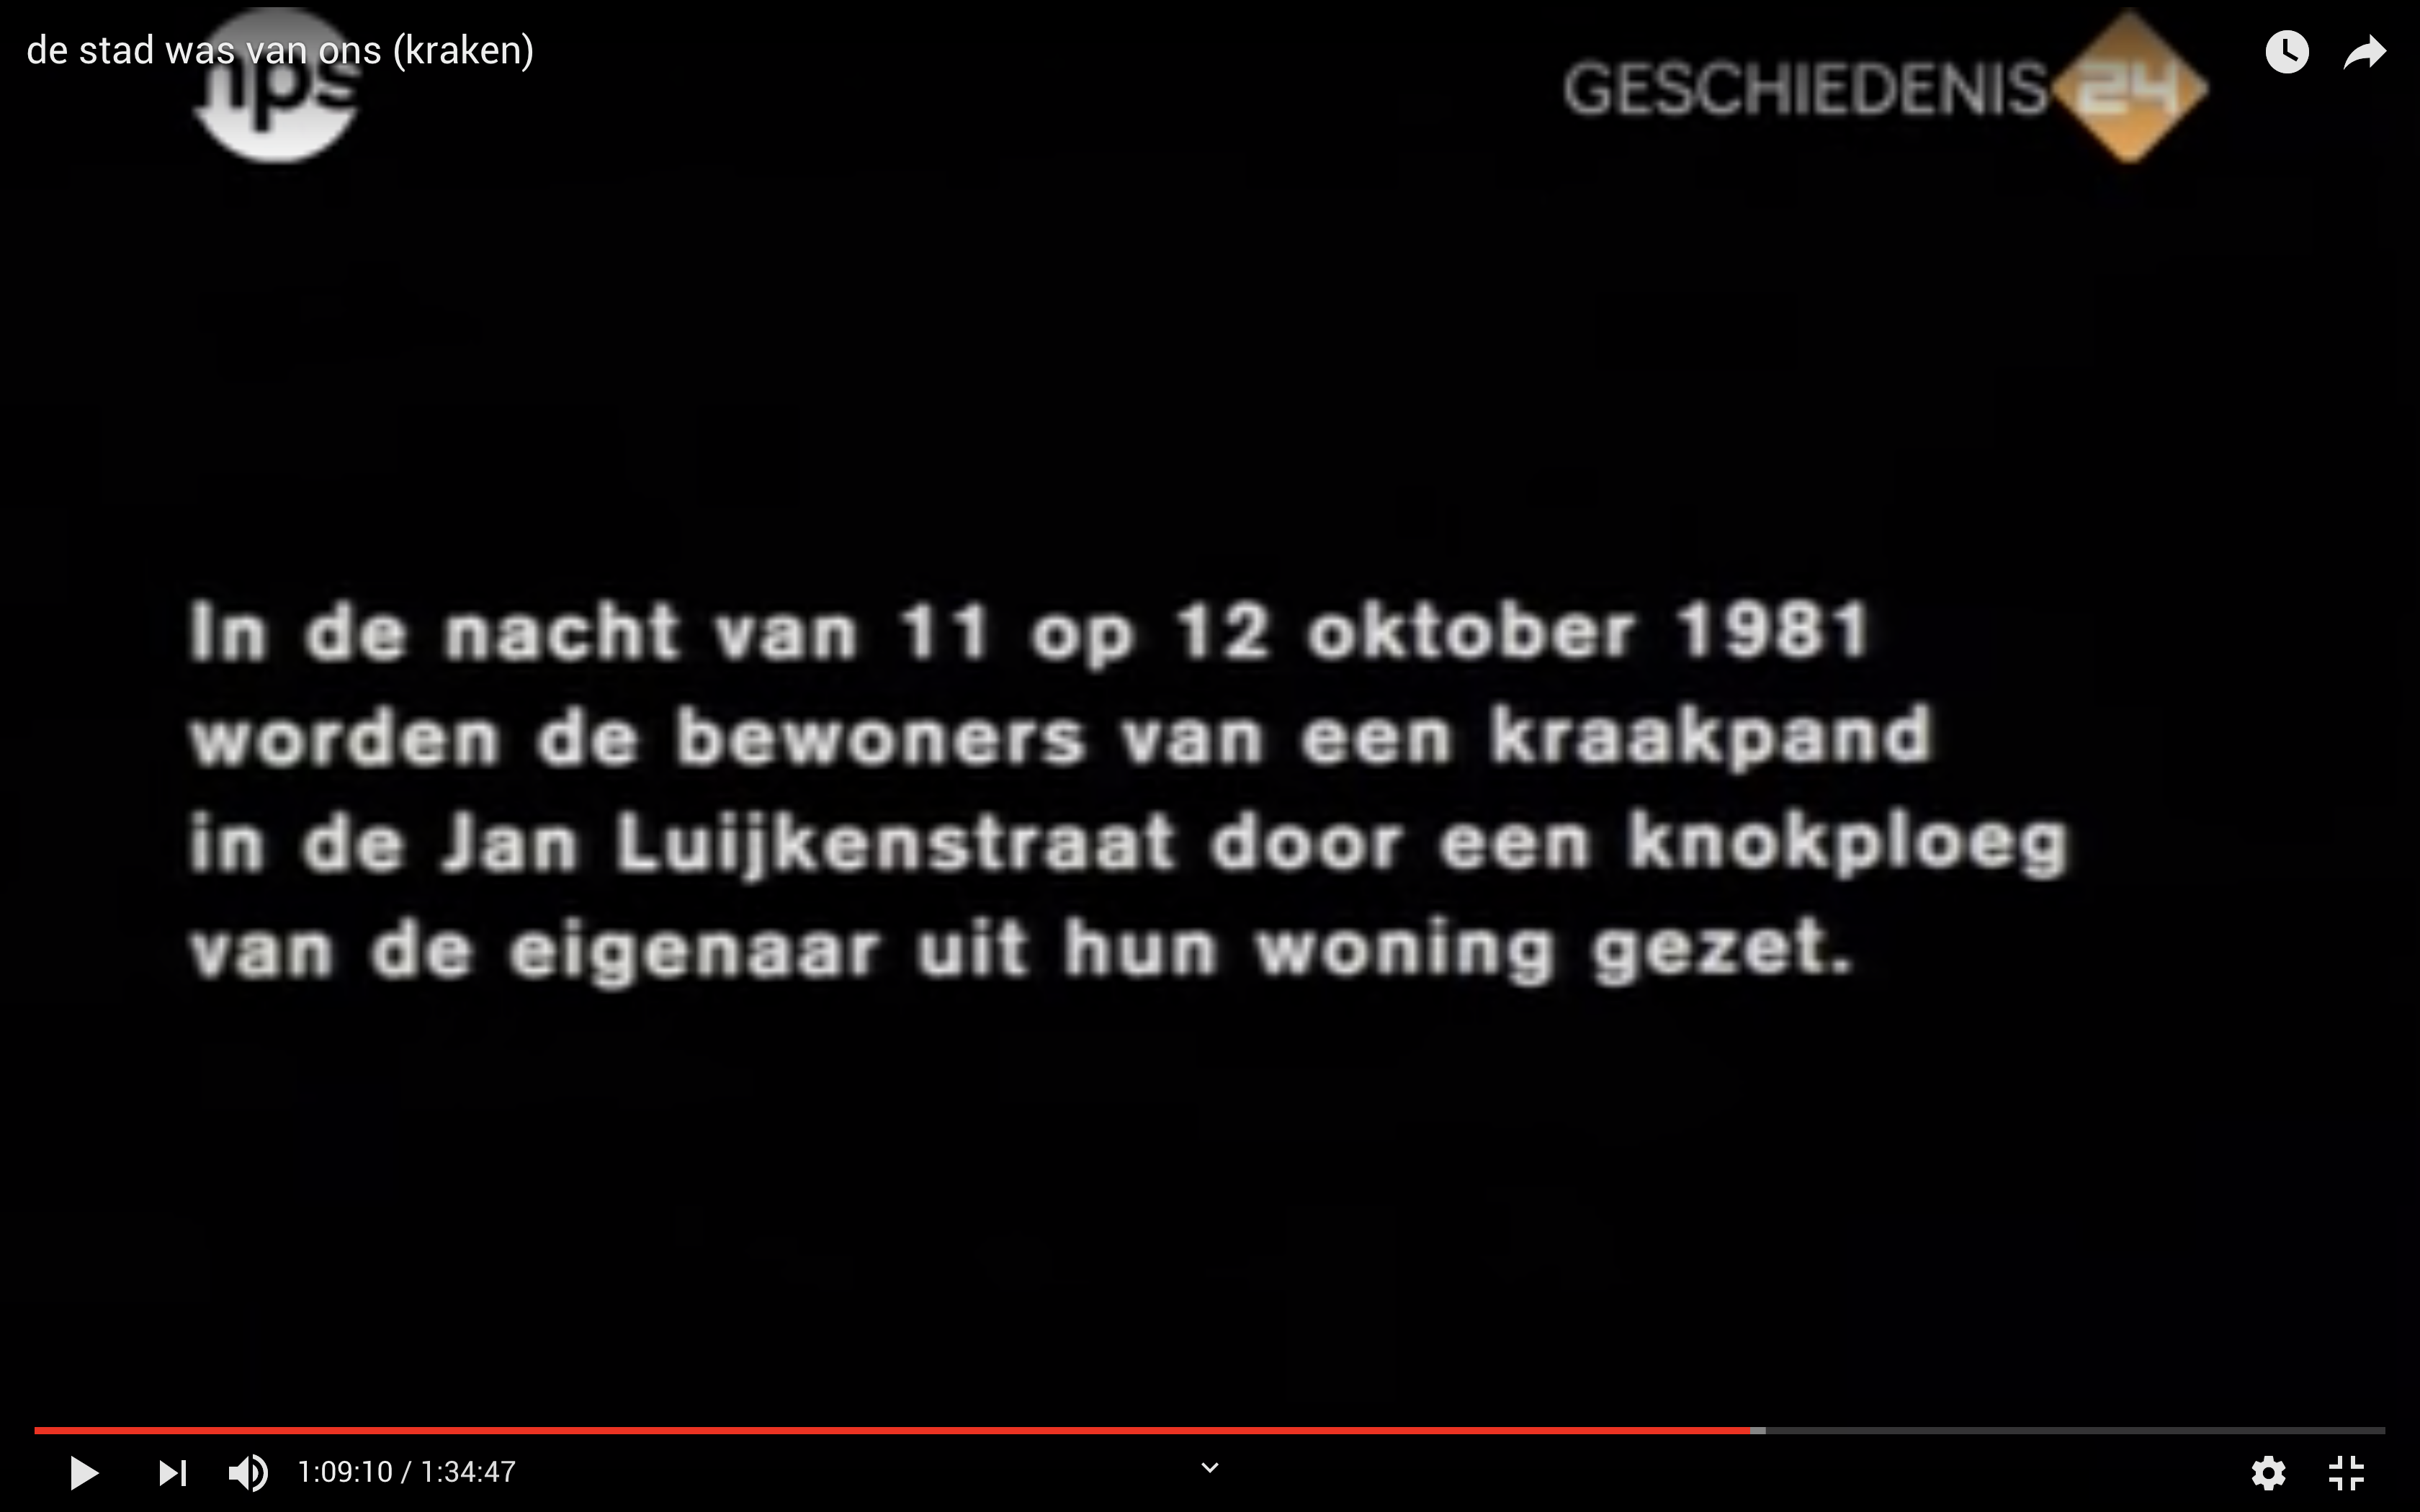 de stad was van ons (kraken)
nps
GESCHIEDENIS 24
In de nacht van 11 op 12 oktober 1981
worden de bewoners van een kraakpand
in de Jan Luijkenstraat door een knokploeg
van de eigenaar uit hun woning gezet.
1:09:10 / 1:34:47